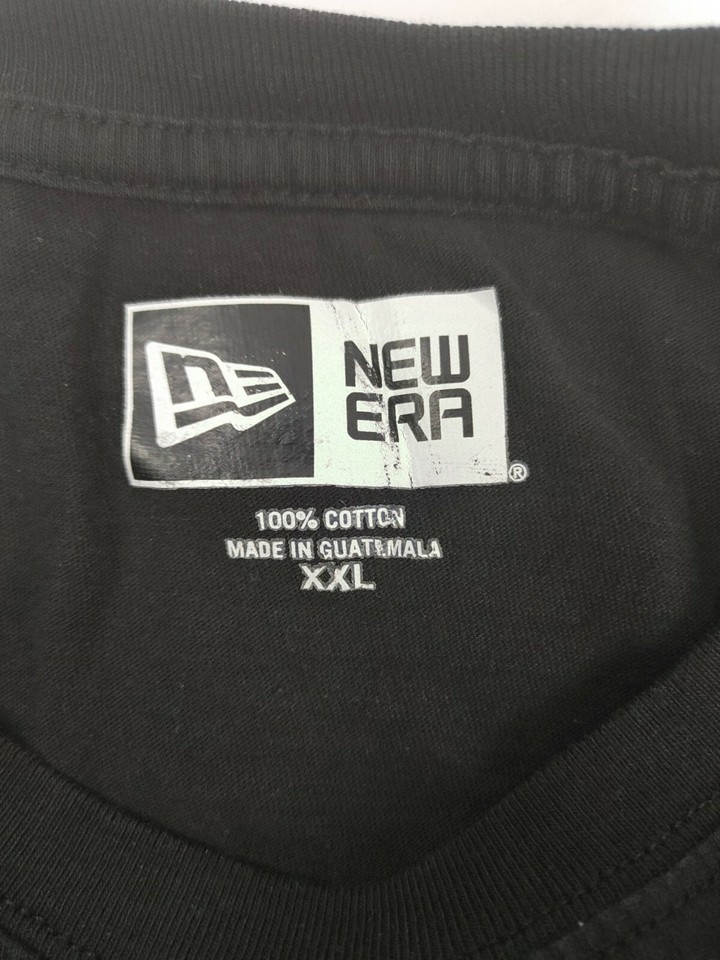 NEW
ERA
®
100% COTTON
MADE IN GUATEMALA
XXL